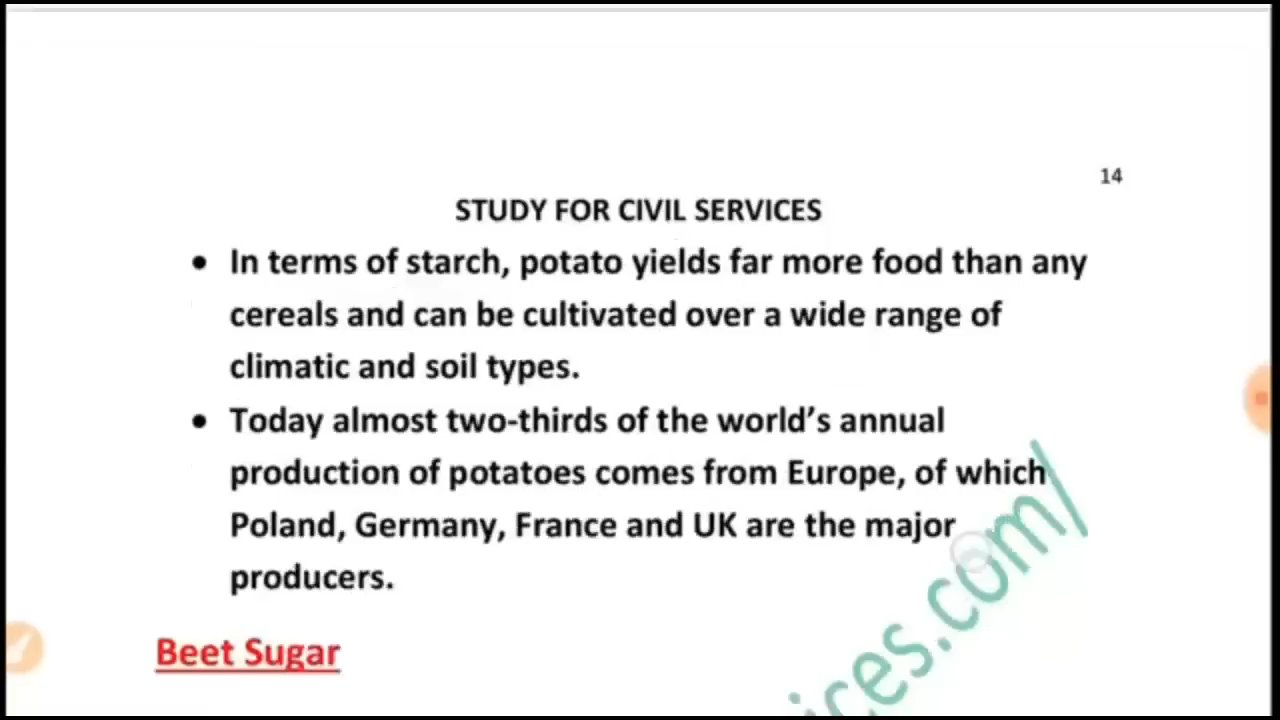 14
STUDY FOR CIVIL SERVICES
• In terms of starch, potato yields far more food than any
cereals and can be cultivated over a wide range of
climatic and soil types.
• Today almost two-thirds of the world's annual
production of potatoes comes from Europe, of which
Poland, Germany, France and UK are the major
producers.
Beet Sugar
ices.com/